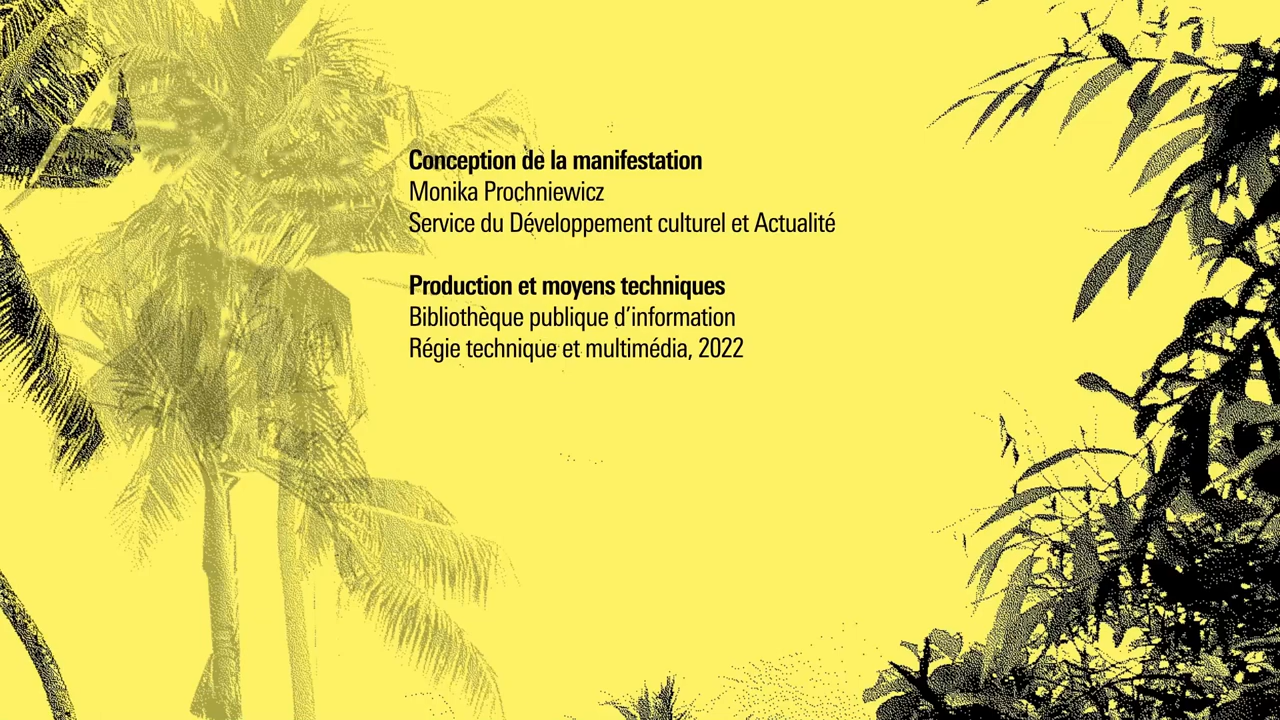 Conception de la manifestation
Monika Prochniewicz
Service du Développement culturel et Actualité
Production et moyens techniques
Bibliothèque publique d’information
Régie technique et multimédia, 2022